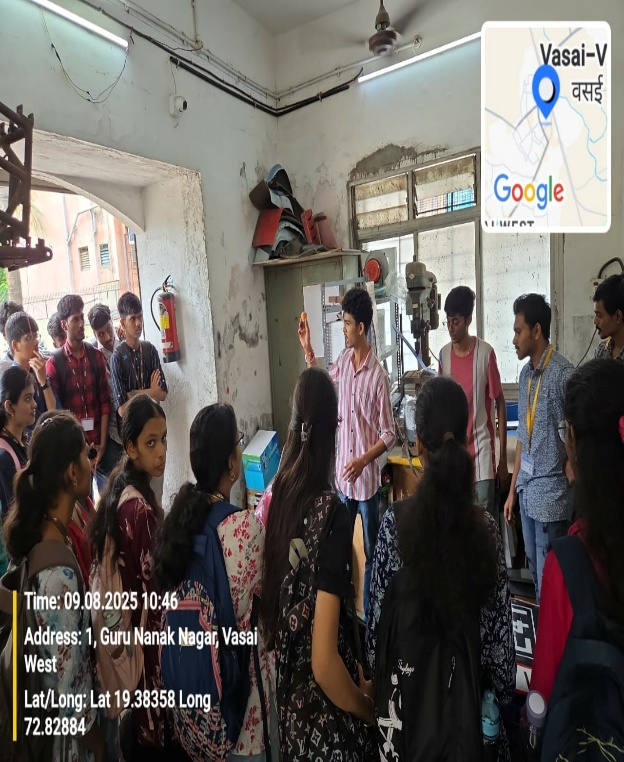 Vasai-V
वसई
Google
Time: 09.08.2025 10:46
Address: 1, Guru Nanak Nagar, Vasai
West
Lat/Long: Lat 19.38358 Long
72.82884